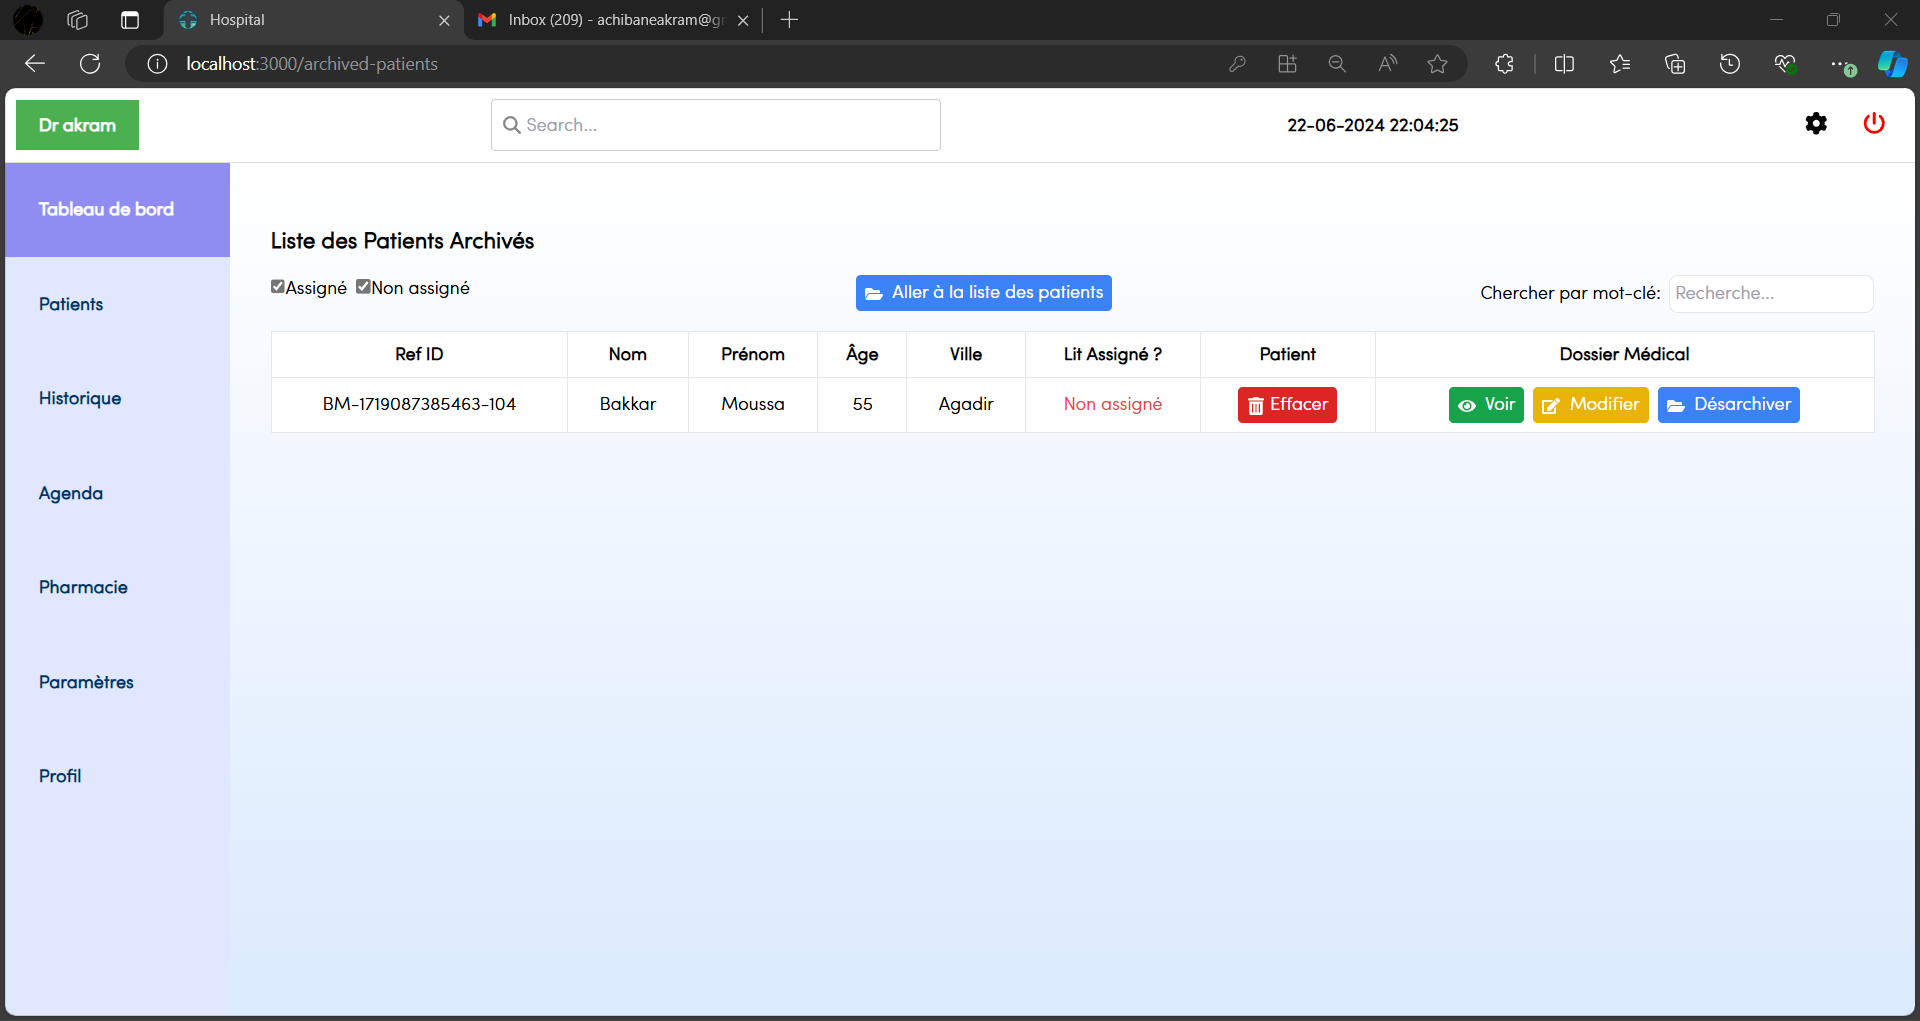 Hospital
Inbox (209) - achibaneakram@gr
localhost:3000/archived-patients
Dr akram
Search...
22-06-2024 22:04:25
Tableau de bord
Patients
Historique
Agenda
Pharmacie
Paramètres
Profil
Liste des Patients Archivés
Assigné Non assigné
Aller à la liste des patients
Chercher par mot-clé: Recherche...
Ref ID Nom Prénom Âge Ville Lit Assigné ? Patient Dossier Médical
BM-1719087385463-104 Bakkar Moussa 55 Agadir Non assigné Effacer Voir Modifier Désarchiver